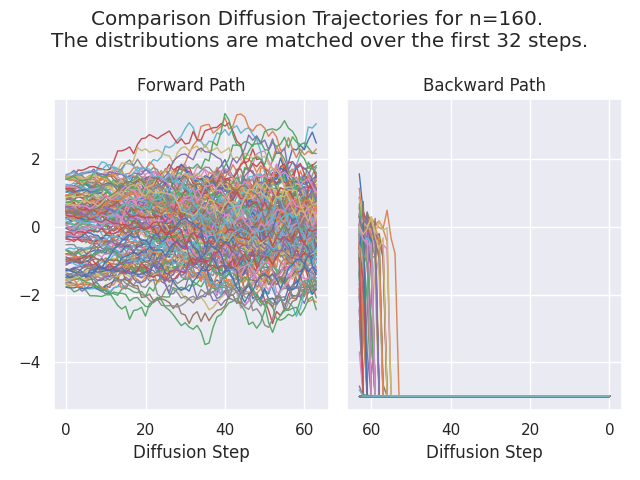 Comparison Diffusion Trajectories for n=160.
The distributions are matched over the first 32 steps.
Forward Path
Backward Path
2
0
−2
−4
0 20 40 60
60 40 20 0
Diffusion Step
Diffusion Step